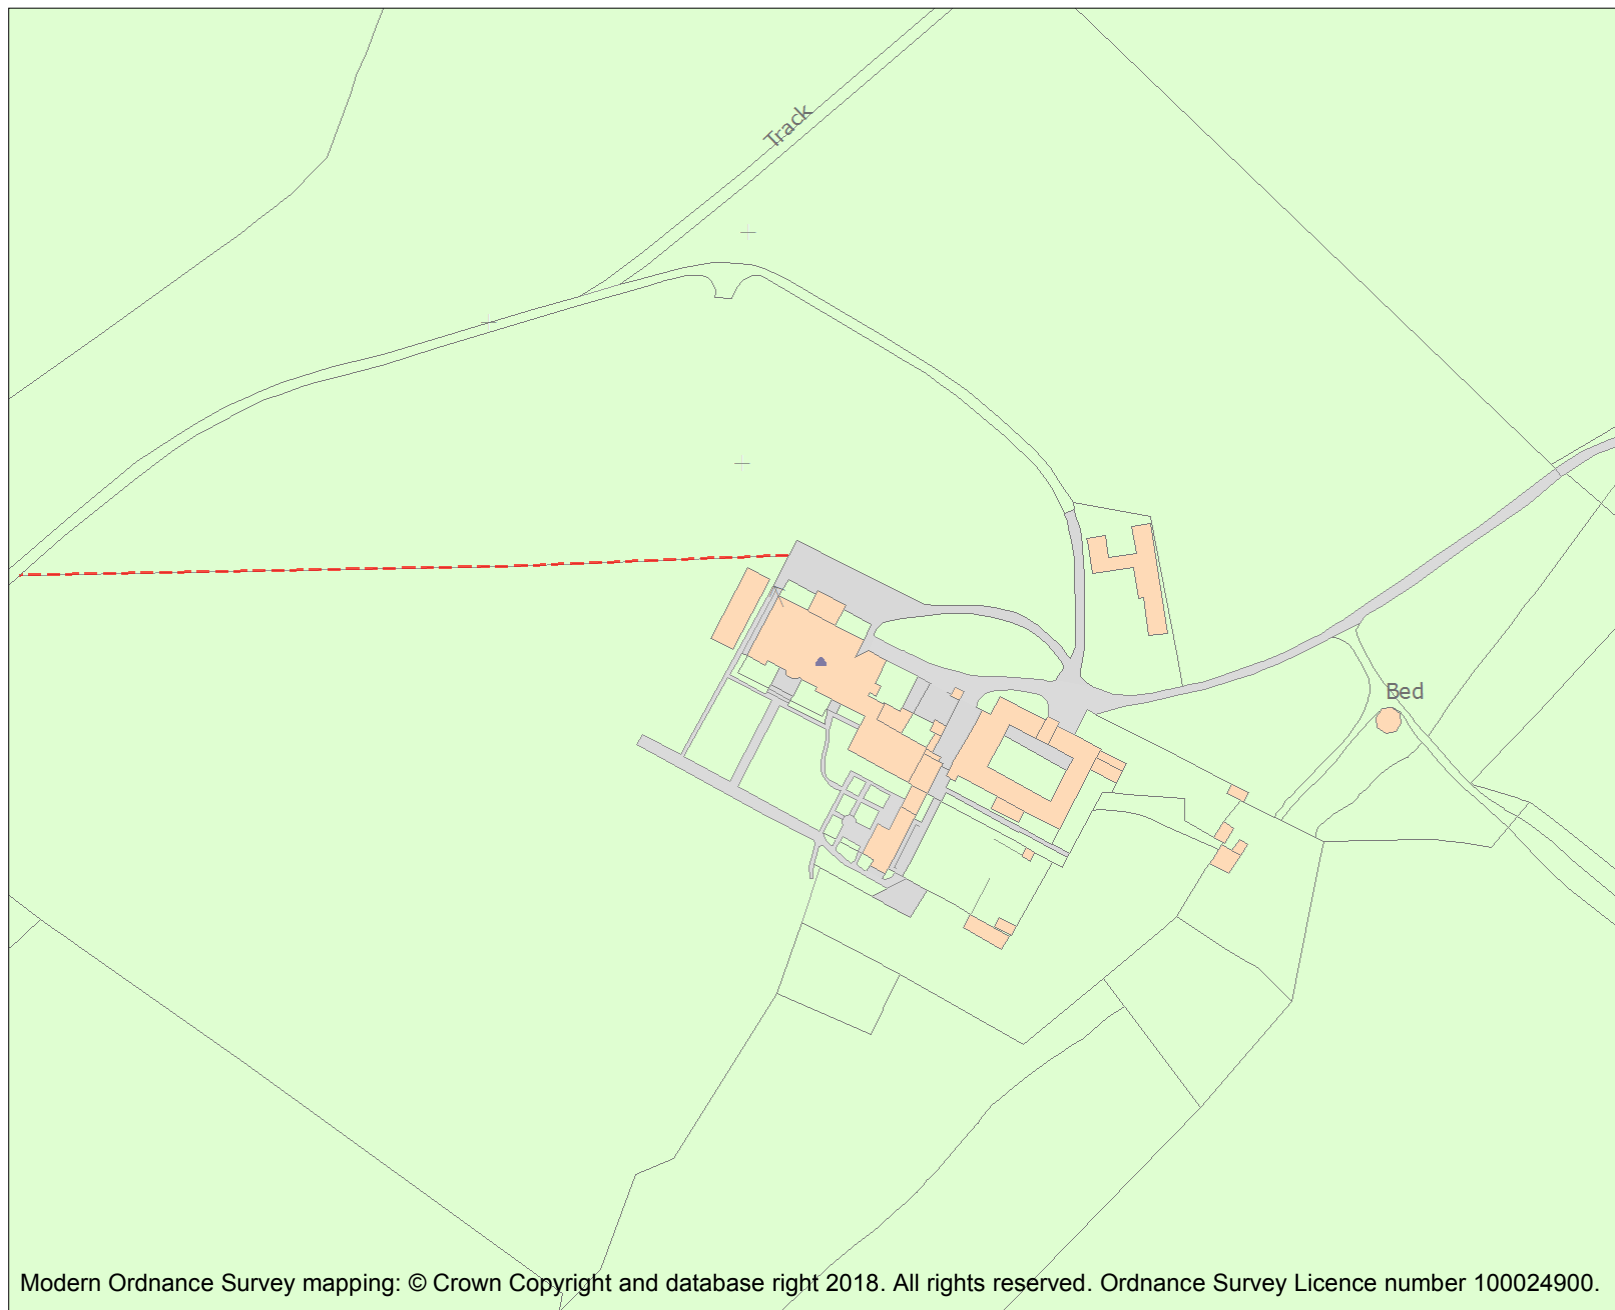 Track
Bed
Modern Ordnance Survey mapping: © Crown Copyright and database right 2018. All rights reserved. Ordnance Survey Licence number 100024900.